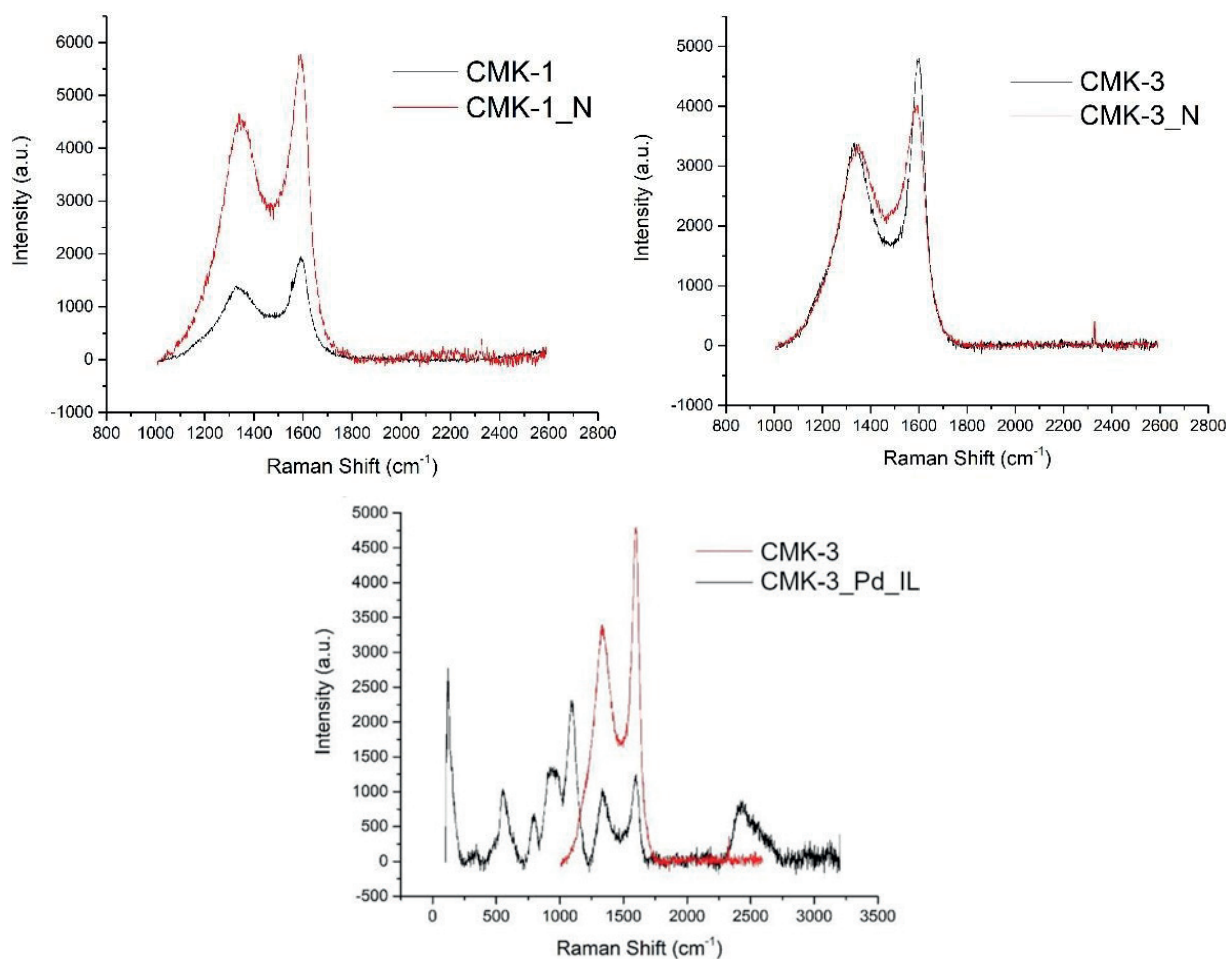 6000
5000
4000
3000
2000
1000
0
-1000
Intensity (a.u.)
CMK-1
CMK-1_N
800 1000 1200 1400 1600 1800 2000 2200 2400 2600 2800
Raman Shift (cm⁻¹)
5000
4000
3000
2000
1000
0
-1000
Intensity (a.u.)
CMK-3
CMK-3_N
800 1000 1200 1400 1600 1800 2000 2200 2400 2600 2800
Raman Shift (cm⁻¹)
5000
4500
4000
3500
3000
2500
2000
1500
1000
500
0
-500
Intensity (a.u.)
CMK-3
CMK-3_Pd_IL
0 500 1000 1500 2000 2500 3000 3500
Raman Shift (cm⁻¹)